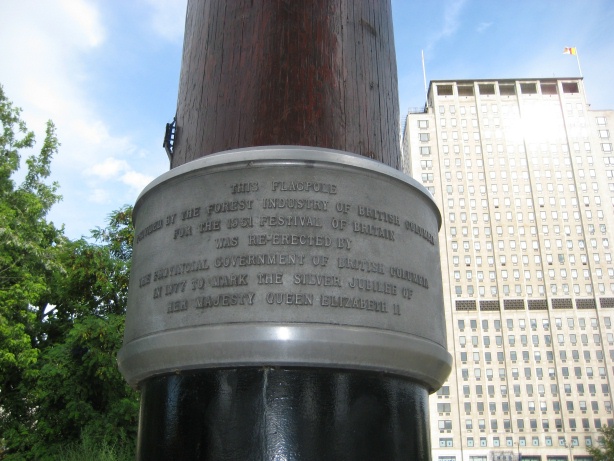 THIS FLAGPOLE
BY THE FOREST INDUSTRY OF BRITISH COLUMBIA
FOR THE 1951 FESTIVAL OF BRITAIN
WAS RE-ERECTED BY
THE PROVINCIAL GOVERNMENT OF BRITISH COLUMBIA
IN 1977 TO MARK THE SILVER JUBILEE OF
HER MAJESTY QUEEN ELIZABETH II